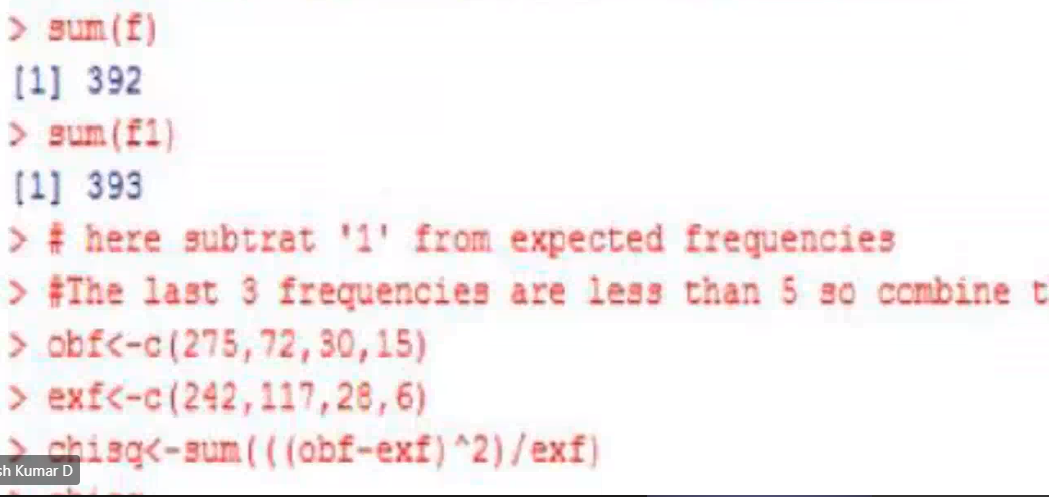 > sum(f)
[1] 392
> sum(f1)
[1] 393
> # here subtrat '1' from expected frequencies
> #The last 3 frequencies are less than 5 so combine t
> obf<-c(275,72,30,15)
> exf<-c(242,117,28,6)
> chisq<-sum(((obf-exf)^2)/exf)
sh Kumar D